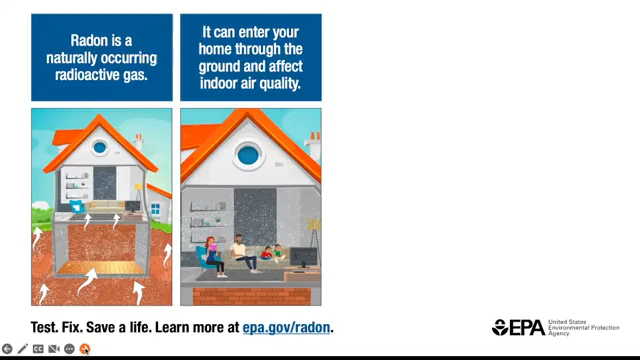 Radon is a
naturally occurring
radioactive gas.
It can enter your
home through the
ground and affect
indoor air quality.
Test. Fix. Save a life. Learn more at epa.gov/radon.
EPA
United States
Environmental Protection
Agency